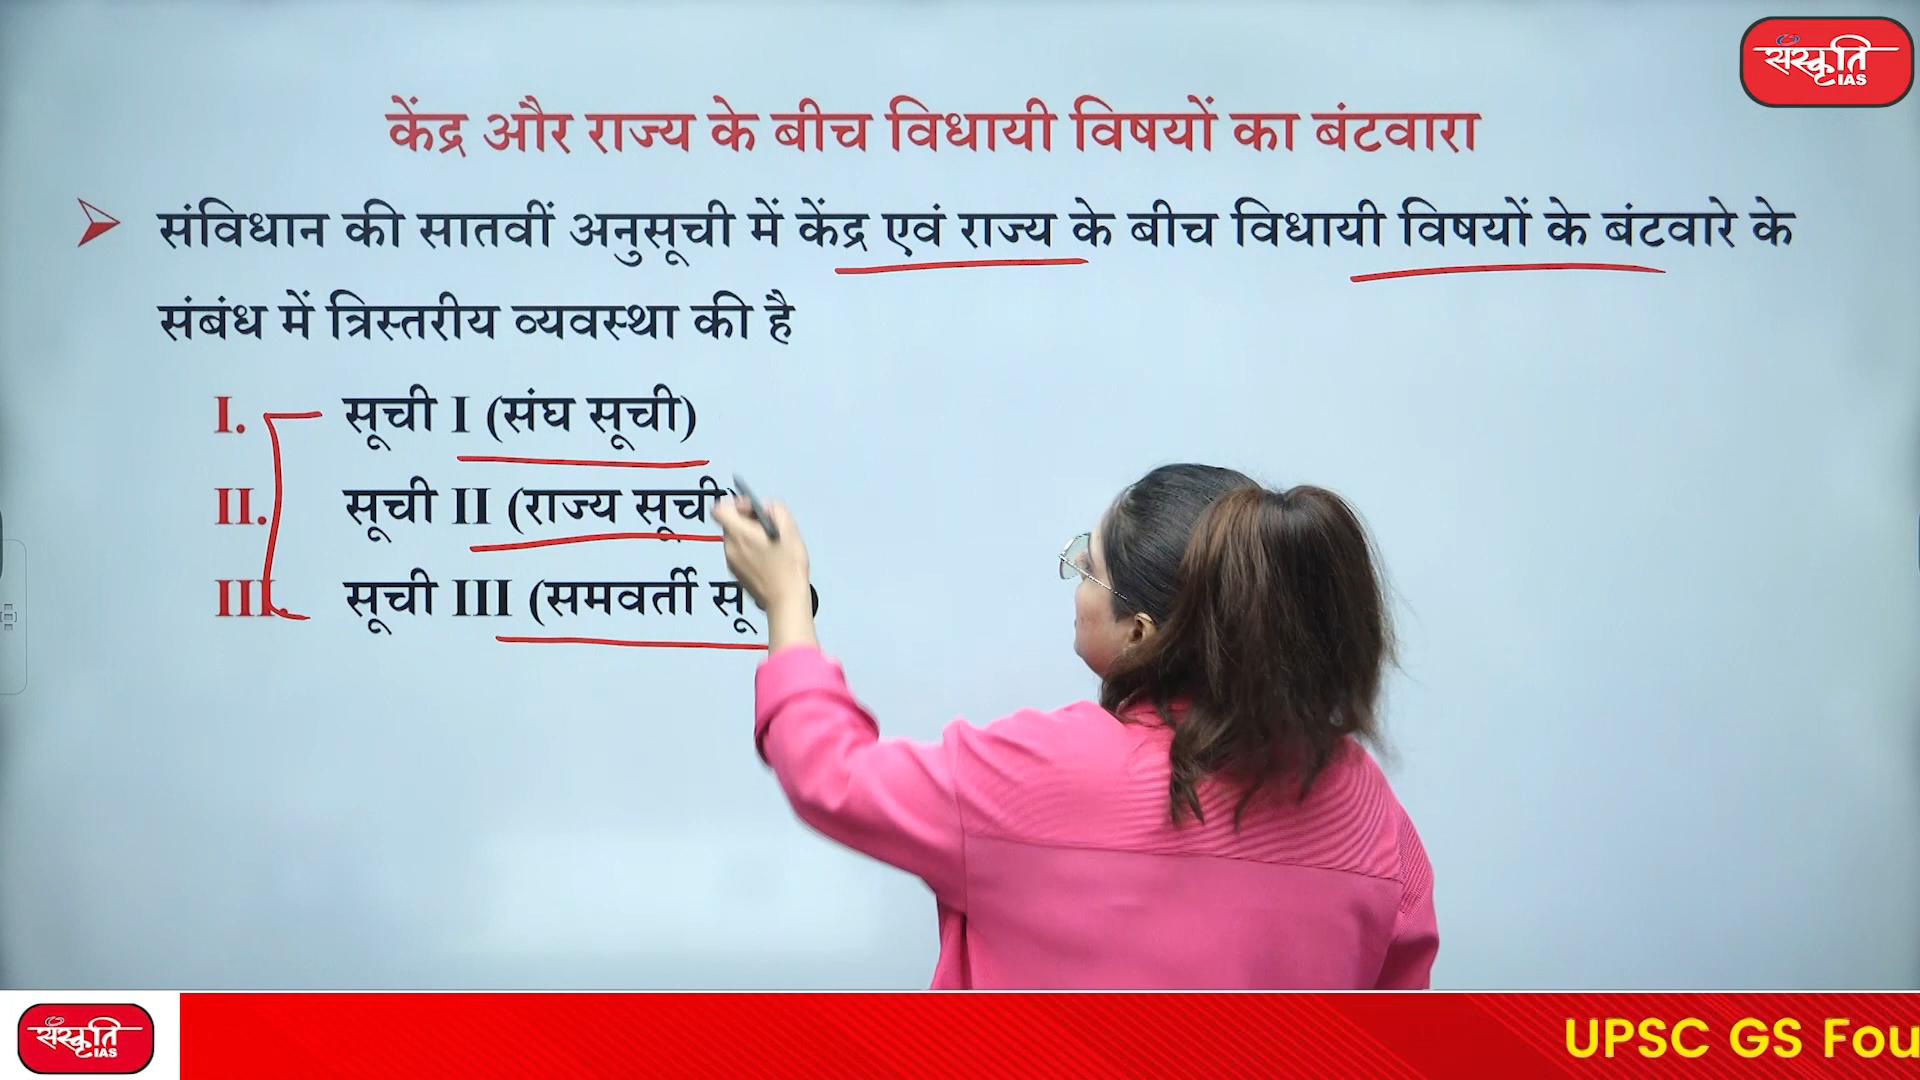 संस्कृति
IAS
केंद्र और राज्य के बीच विधायी विषयों का बंटवारा
संविधान की सातवीं अनुसूची में केंद्र एवं राज्य के बीच विधायी विषयों के बंटवारे के
संबंध में त्रिस्तरीय व्यवस्था की है
I. सूची I (संघ सूची)
II. सूची II (राज्य सूची)
III. सूची III (समवर्ती
संस्कृति
IAS
UPSC GS Fou